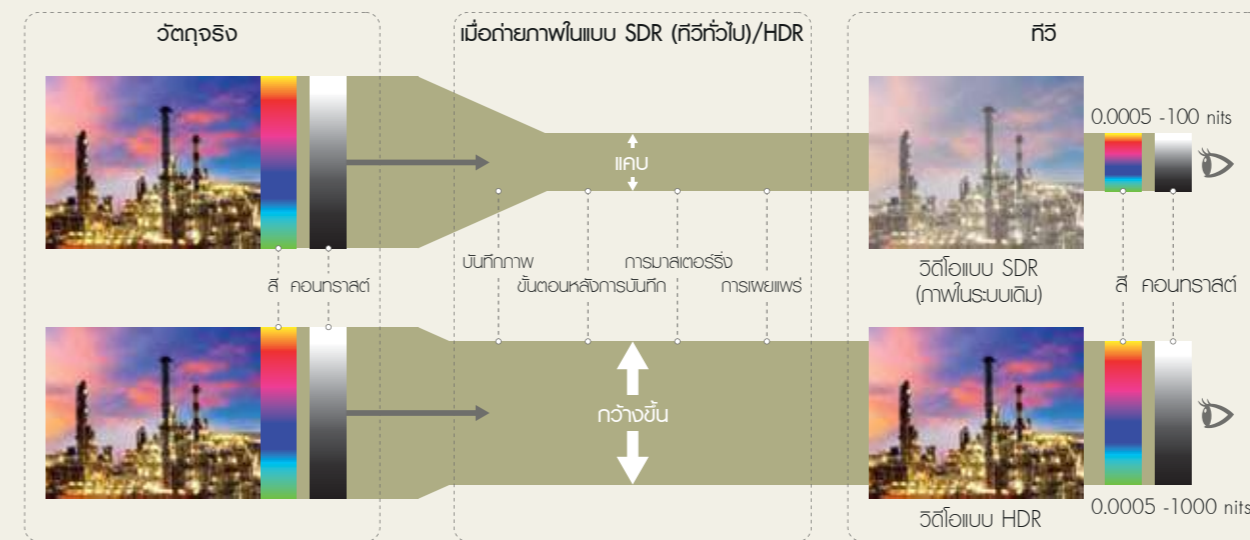 วัตถุจริง
เมื่อถ่ายภาพในแบบ SDR (ทีวีทั่วไป)/HDR
ทีวี
0.0005 -100 nits
แคบ
สี คอนทราสต์
บันทึกภาพ
ขั้นตอนหลังการบันทึก
การมาสเตอร์ริ่ง
การเผยแพร่
วิดีโอแบบ SDR
(ภาพในระบบเดิม)
สี คอนทราสต์
กว้างขึ้น
วิดีโอแบบ HDR
0.0005 -1000 nits